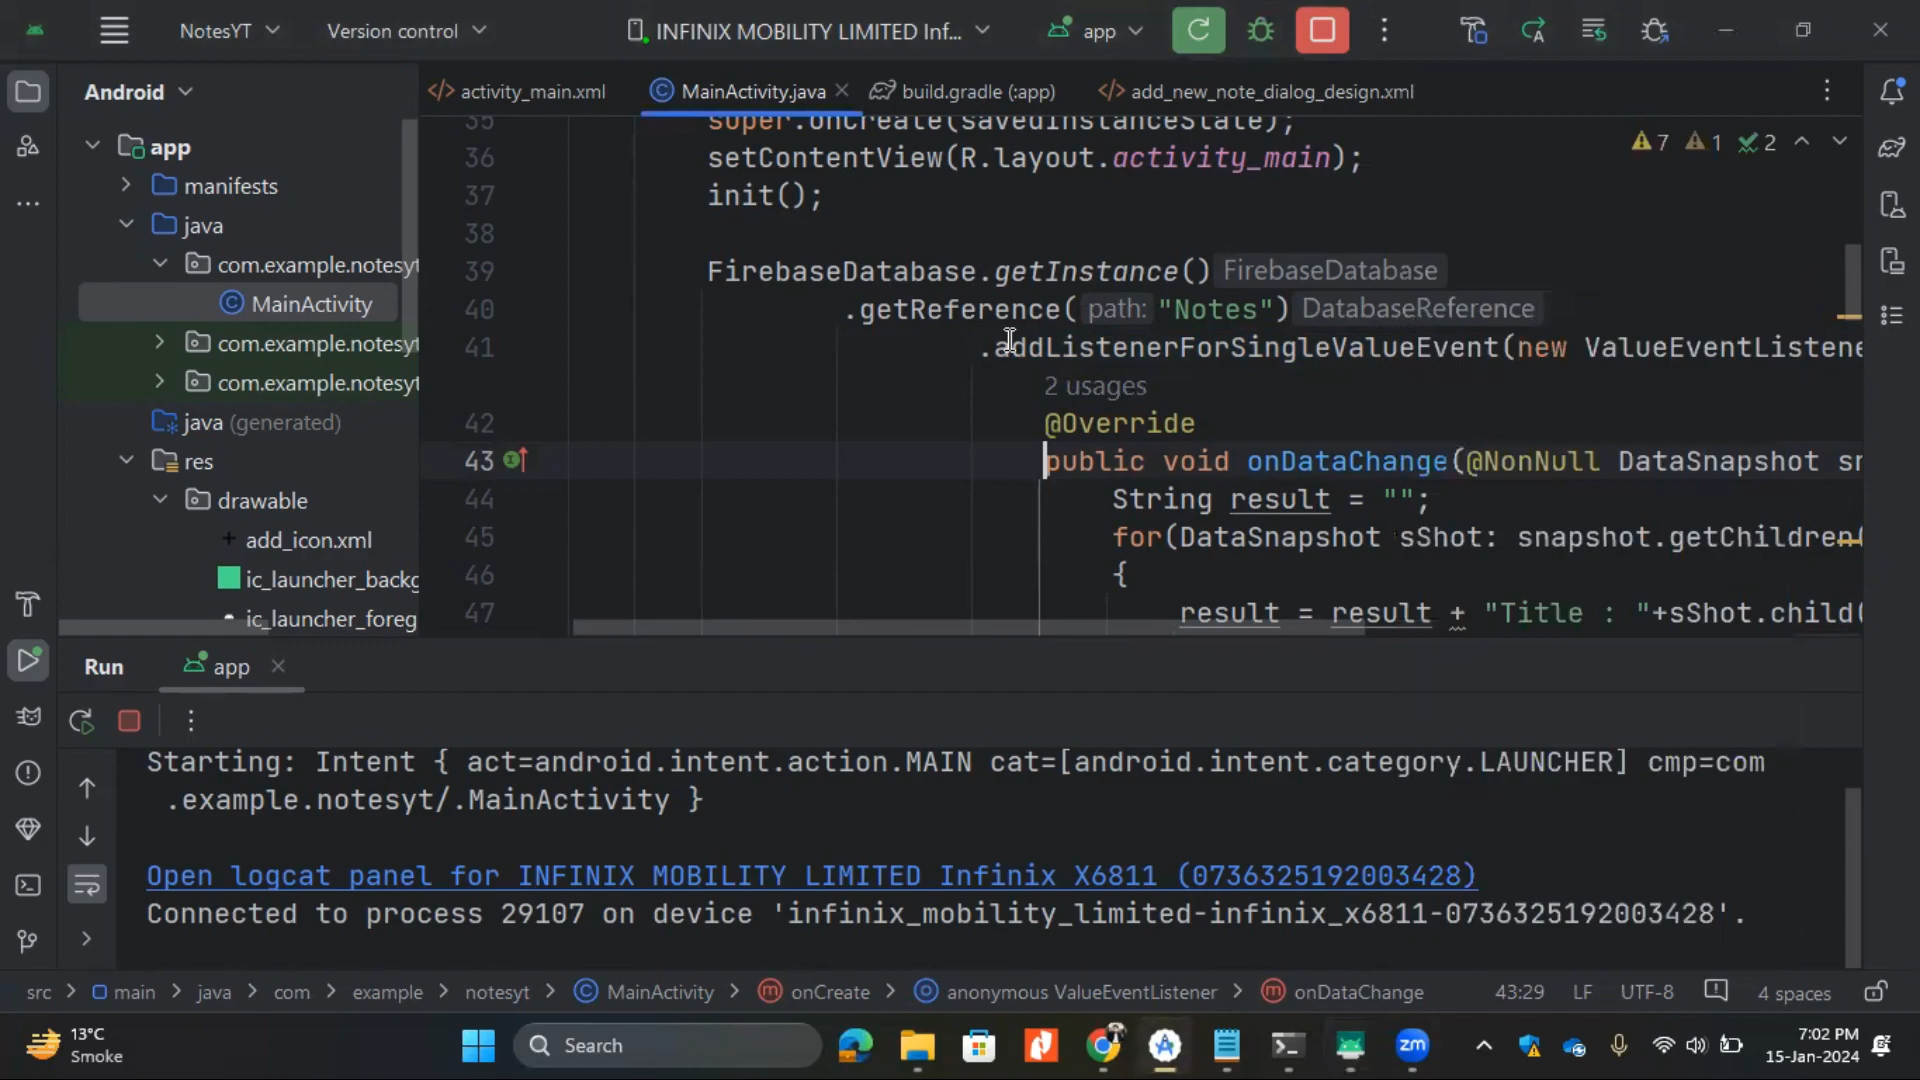 NotesYT
Version control
INFINIX MOBILITY LIMITED Inf...
app
Android
activity_main.xml
MainActivity.java
build.gradle (:app)
add_new_note_dialog_design.xml
app
manifests
java
com.example.notesyt
MainActivity
com.example.notesyt
com.example.notesyt
java (generated)
res
drawable
add_icon.xml
ic_launcher_backg
ic_launcher_foreg
7 1 2
35 super.onCreate(savedInstanceState);
36 setContentView(R.layout.activity_main);
37 init();
38
39 FirebaseDatabase.getInstance() FirebaseDatabase
40 .getReference( path: "Notes") DatabaseReference
41 .addListenerForSingleValueEvent(new ValueEventListene
2 usages
42 @Override
43 public void onDataChange(@NonNull DataSnapshot sn
44 String result = "";
45 for(DataSnapshot sShot: snapshot.getChildren(
46 {
47 result = result + "Title : "+sShot.child(
Run
app
Starting: Intent { act=android.intent.action.MAIN cat=[android.intent.category.LAUNCHER] cmp=com
.example.notesyt/.MainActivity }
Open logcat panel for INFINIX MOBILITY LIMITED Infinix X6811 (0736325192003428)
Connected to process 29107 on device 'infinix_mobility_limited-infinix_x6811-0736325192003428'.
src > main > java > com > example > notesyt > MainActivity > onCreate > anonymous ValueEventListener > onDataChange
43:29 LF UTF-8 4 spaces
13°C
Smoke
Search
zm
7:02 PM
15-Jan-2024